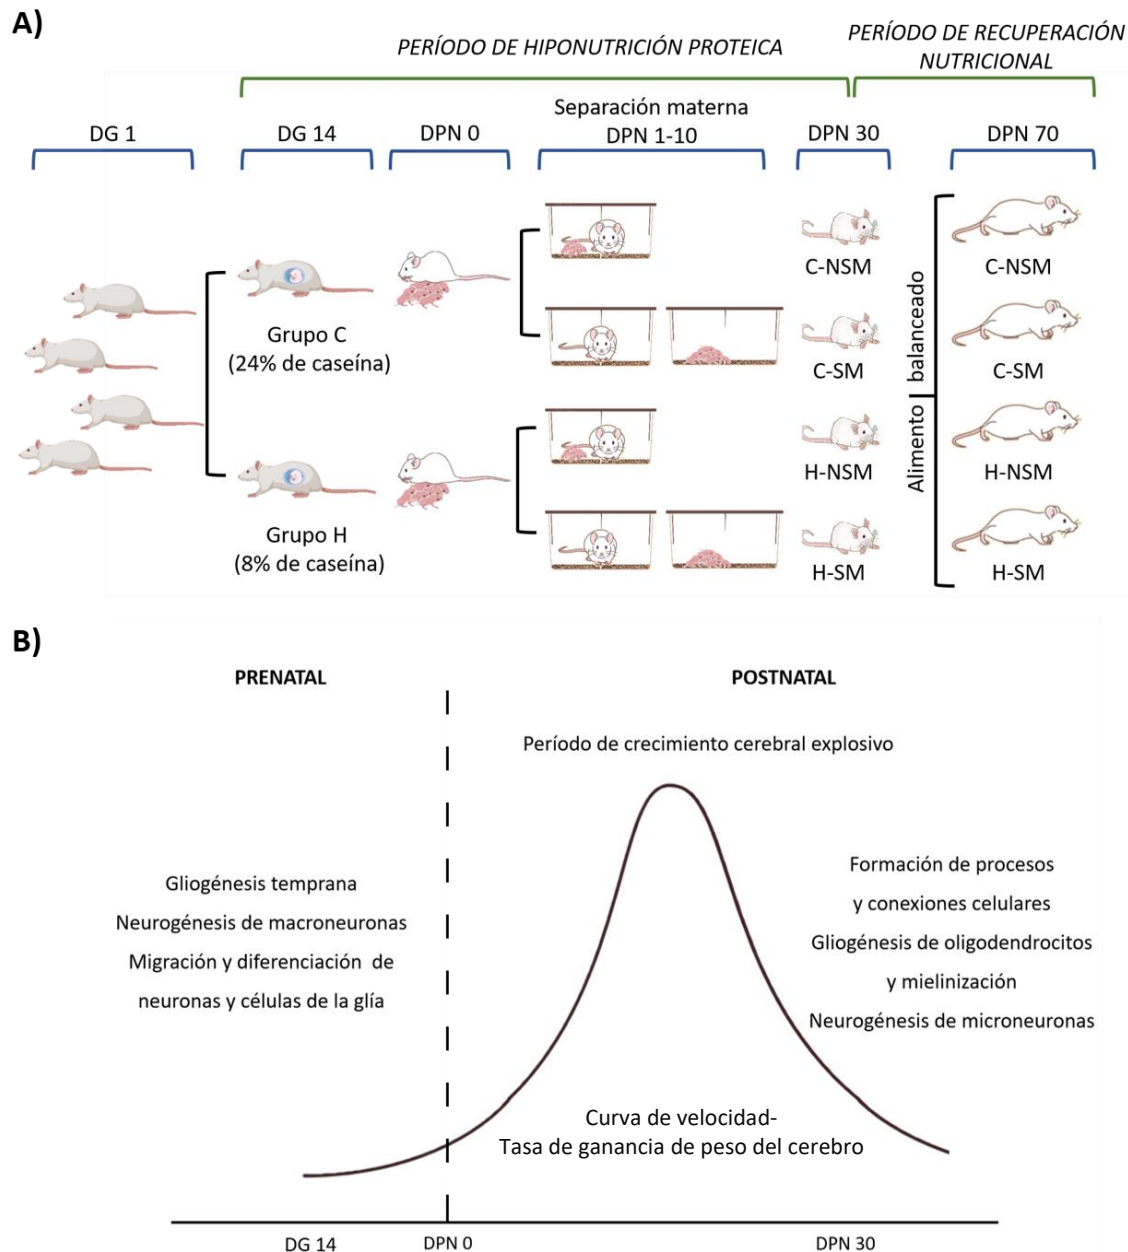 A)
PERÍODO DE HIPONUTRICIÓN PROTEICA
PERÍODO DE RECUPERACIÓN
NUTRICIONAL
Separación materna
DG 1
DG 14
DPN 0
DPN 1-10
DPN 30
DPN 70
Grupo C
(24% de caseína)
Grupo H
(8% de caseína)
C-NSM
C-SM
H-NSM
H-SM
Alimento balanceado
C-NSM
C-SM
H-NSM
H-SM
B)
PRENATAL
POSTNATAL
Período de crecimiento cerebral explosivo
Gliogénesis temprana
Neurogénesis de macroneuronas
Migración y diferenciación de
neuronas y células de la glía
Formación de procesos
y conexiones celulares
Gliogénesis de oligodendrocitos
y mielinización
Neurogénesis de microneuronas
Curva de velocidad-
Tasa de ganancia de peso del cerebro
DG 14
DPN 0
DPN 30